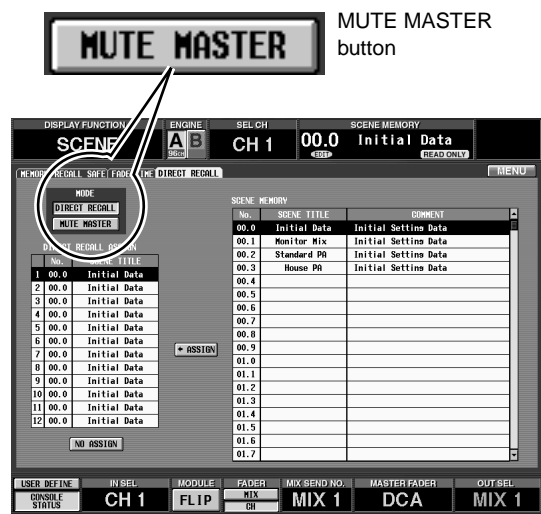 MUTE MASTER
MUTE MASTER
button
DISPLAY FUNCTION
SCENE
ENGINE
A B
96CH
SEL CH
CH 1
SCENE MEMORY
00.0 Initial Data
EDIT
READ ONLY
MEMORY RECALL SAFE FADE TIME DIRECT RECALL
MENU
MODE
DIRECT RECALL
MUTE MASTER
DIRECT RECALL ASSIGN
No. SCENE TITLE
1 00.0 Initial Data
2 00.0 Initial Data
3 00.0 Initial Data
4 00.0 Initial Data
5 00.0 Initial Data
6 00.0 Initial Data
7 00.0 Initial Data
8 00.0 Initial Data
9 00.0 Initial Data
10 00.0 Initial Data
11 00.0 Initial Data
12 00.0 Initial Data
NO ASSIGN
← ASSIGN
SCENE MEMORY
No. SCENE TITLE COMMENT
00.0 Initial Data Initial Setting Data
00.1 Monitor Mix Initial Setting Data
00.2 Standard PA Initial Setting Data
00.3 House PA Initial Setting Data
00.4
00.5
00.6
00.7
00.8
00.9
01.0
01.1
01.2
01.3
01.4
01.5
01.6
01.7
USER DEFINE
CONSOLE
STATUS
IN SEL
CH 1
MODULE
FLIP
FADER
MIX
CH
MIX SEND NO.
MIX 1
MASTER FADER
DCA
OUT SEL
MIX 1